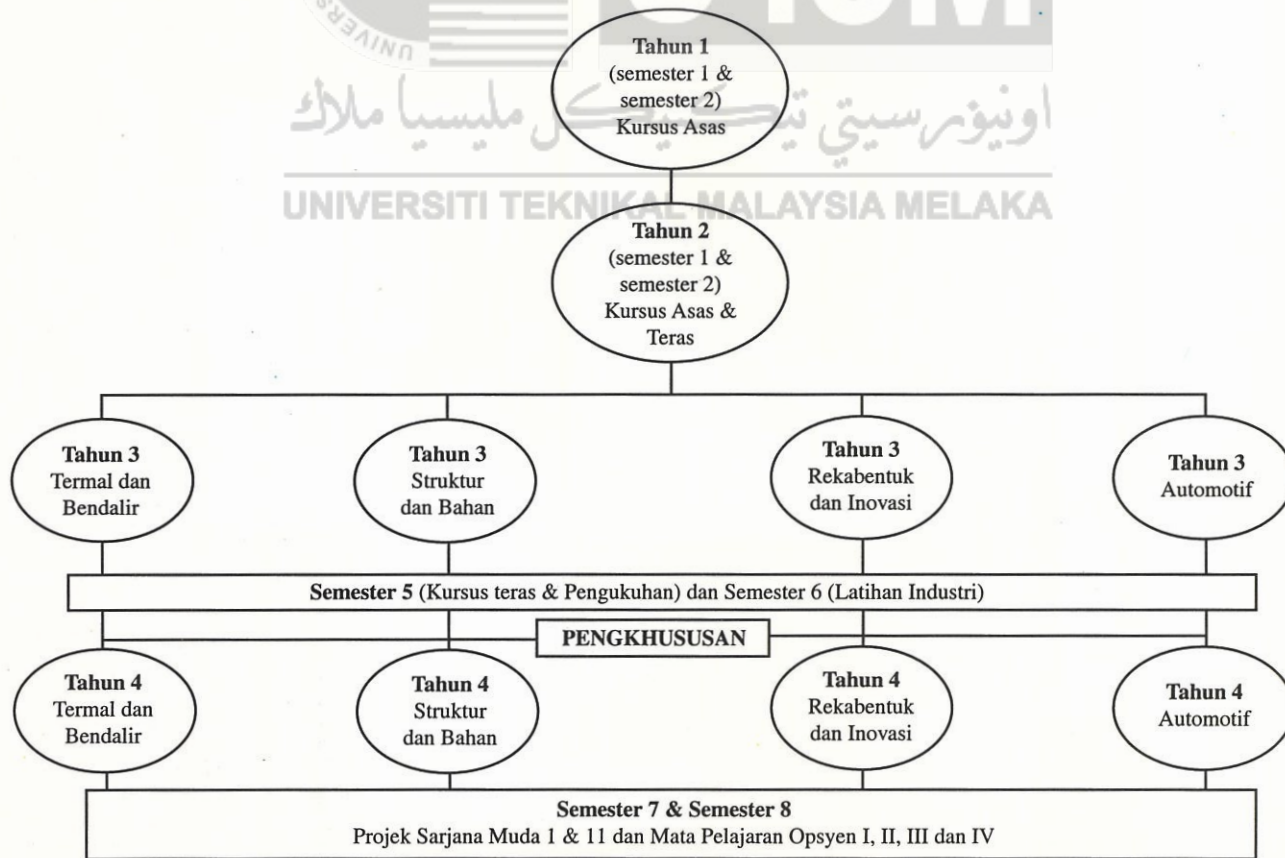 UTeM
UNIVERSITI
اونيورسيتي تيكنيكل مليسيا ملاك
UNIVERSITI TEKNIKAL MALAYSIA MELAKA
Tahun 1
(semester 1 &
semester 2)
Kursus Asas
Tahun 2
(semester 1 &
semester 2)
Kursus Asas &
Teras
Tahun 3
Termal dan
Bendalir
Tahun 3
Struktur
dan Bahan
Tahun 3
Rekabentuk
dan Inovasi
Tahun 3
Automotif
Semester 5 (Kursus teras & Pengukuhan) dan Semester 6 (Latihan Industri)
PENGKHUSUSAN
Tahun 4
Termal dan
Bendalir
Tahun 4
Struktur
dan Bahan
Tahun 4
Rekabentuk
dan Inovasi
Tahun 4
Automotif
Semester 7 & Semester 8
Projek Sarjana Muda 1 & 11 dan Mata Pelajaran Opsyen I, II, III dan IV